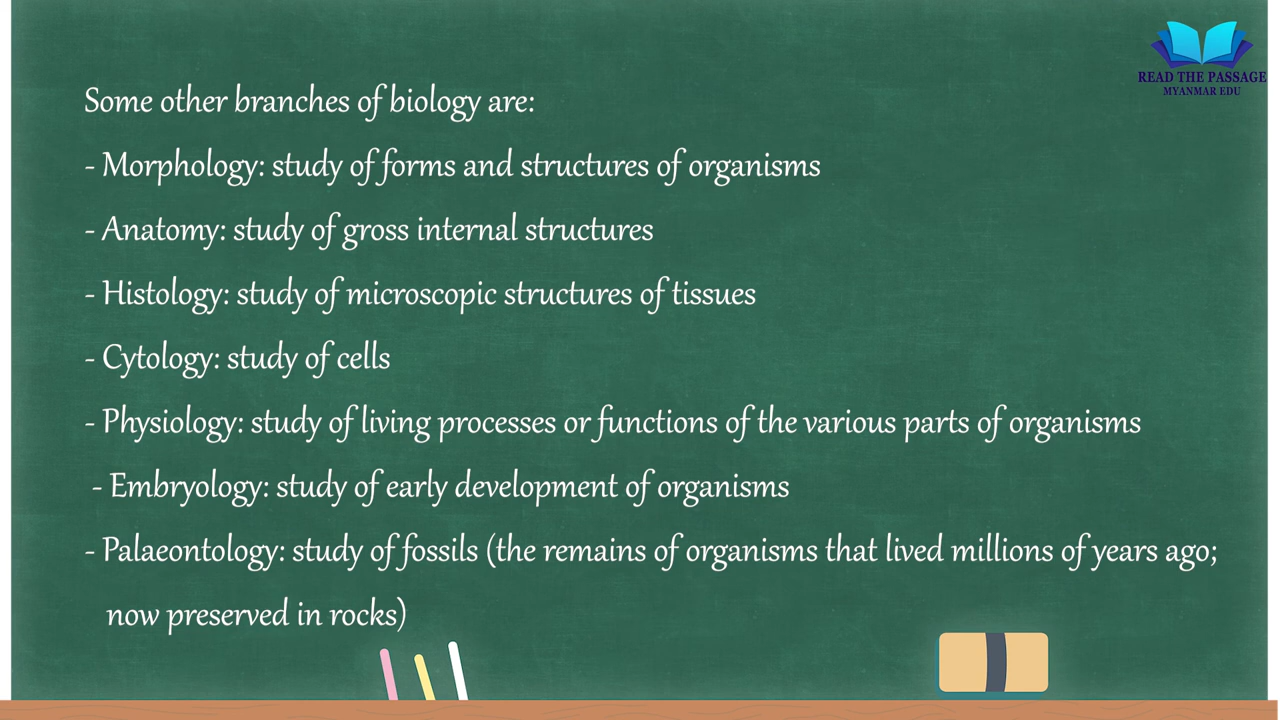 READ THE PASSAGE
MYANMAR EDU
Some other branches of biology are:
- Morphology: study of forms and structures of organisms
- Anatomy: study of gross internal structures
- Histology: study of microscopic structures of tissues
- Cytology: study of cells
- Physiology: study of living processes or functions of the various parts of organisms
- Embryology: study of early development of organisms
- Palaeontology: study of fossils (the remains of organisms that lived millions of years ago;
now preserved in rocks)